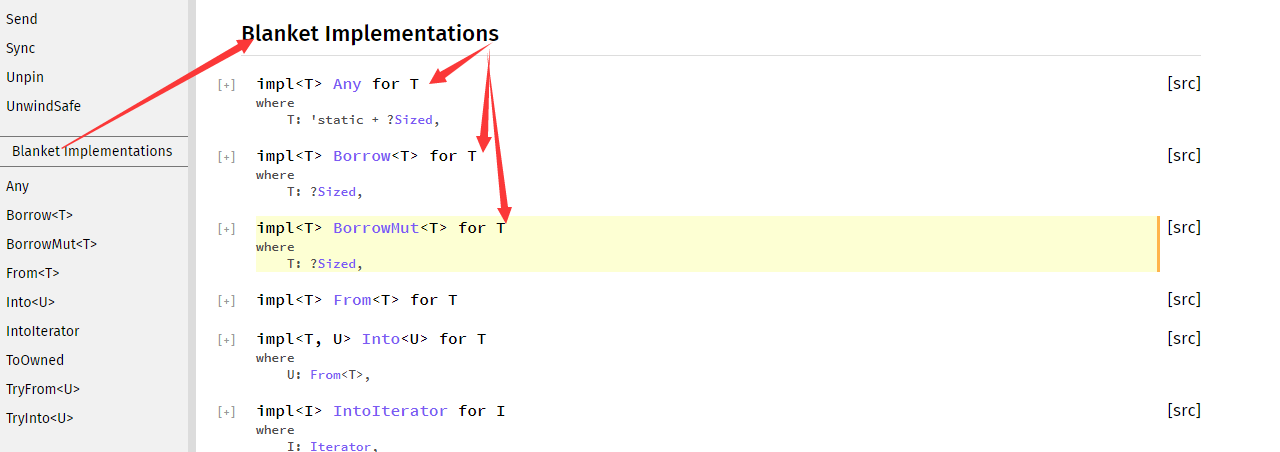 Send
Sync
Unpin
UnwindSafe
Blanket Implementations
Any
Borrow<T>
BorrowMut<T>
From<T>
Into<U>
IntoIterator
ToOwned
TryFrom<U>
TryInto<U>
Blanket Implementations
[+] impl<T> Any for T [src]
where
T: 'static + ?Sized,
[+] impl<T> Borrow<T> for T [src]
where
T: ?Sized,
[+] impl<T> BorrowMut<T> for T [src]
where
T: ?Sized,
[+] impl<T> From<T> for T [src]
[+] impl<T, U> Into<U> for T [src]
where
U: From<T>,
[+] impl<I> IntoIterator for I [src]
where
I: Iterator,